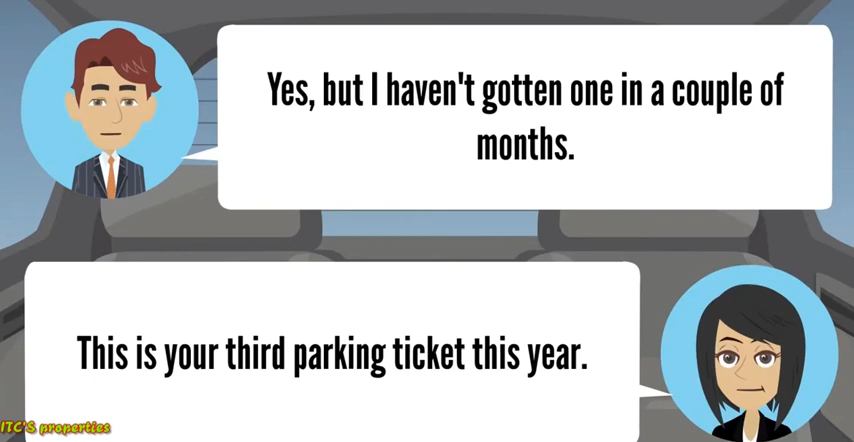 Yes, but I haven't gotten one in a couple of
months.
This is your third parking ticket this year.
ITC'S properties